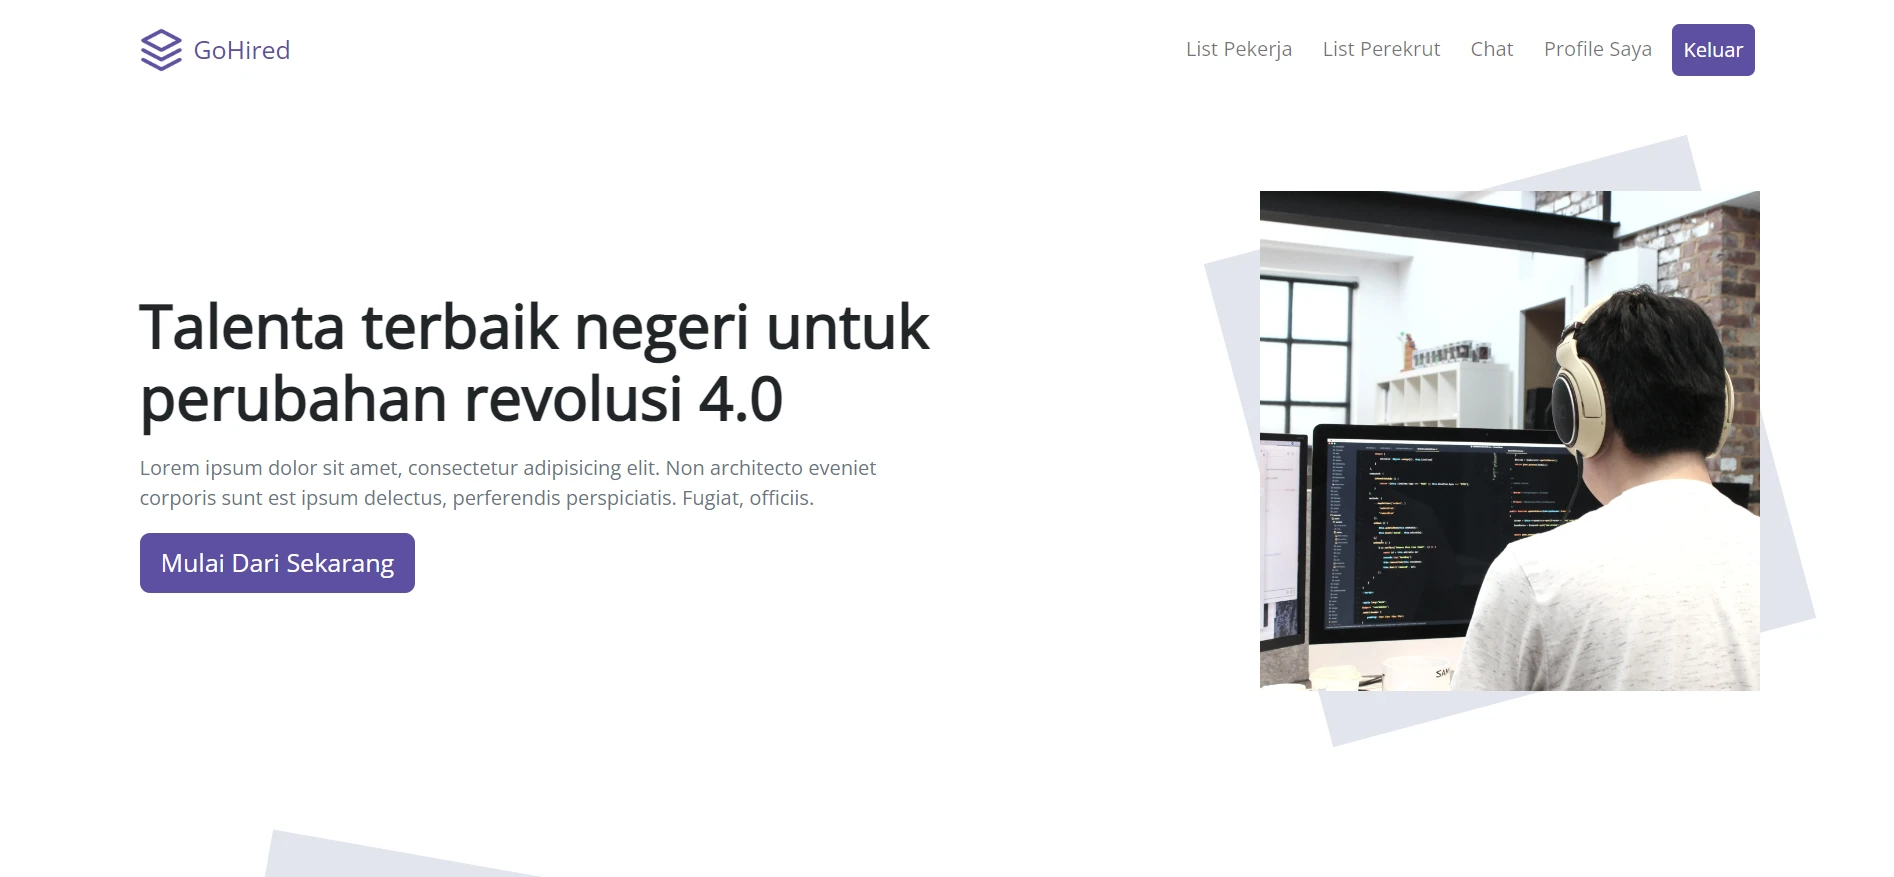 GoHired
List Pekerja
List Perekrut
Chat
Profile Saya
Keluar
Talenta terbaik negeri untuk
perubahan revolusi 4.0
Lorem ipsum dolor sit amet, consectetur adipisicing elit. Non architecto eveniet
corporis sunt est ipsum delectus, perferendis perspiciatis. Fugiat, officiis.
Mulai Dari Sekarang